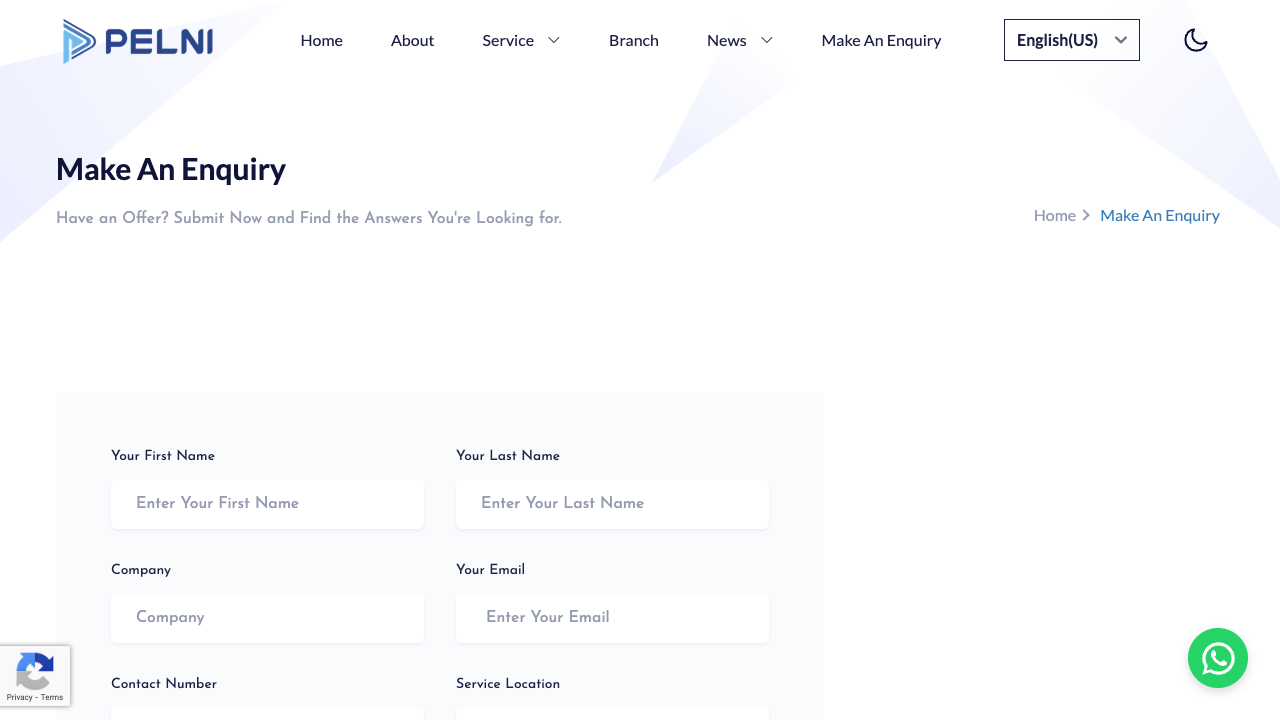 PELNI
Home About Service Branch News Make An Enquiry English(US)
Make An Enquiry
Have an Offer? Submit Now and Find the Answers You're Looking for.
Home Make An Enquiry
Your First Name Your Last Name
Enter Your First Name Enter Your Last Name
Company Your Email
Company Enter Your Email
Contact Number Service Location
Privacy - Terms